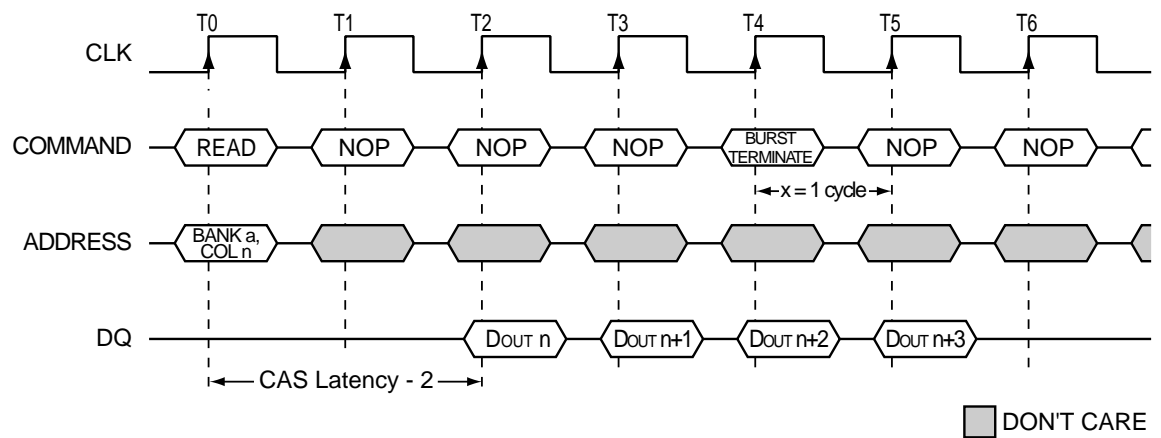 T0 T1 T2 T3 T4 T5 T6
CLK
COMMAND READ NOP NOP NOP BURST TERMINATE NOP NOP
x = 1 cycle
ADDRESS BANK a, COL n
DQ DOUT n DOUT n+1 DOUT n+2 DOUT n+3
CAS Latency - 2
DON'T CARE